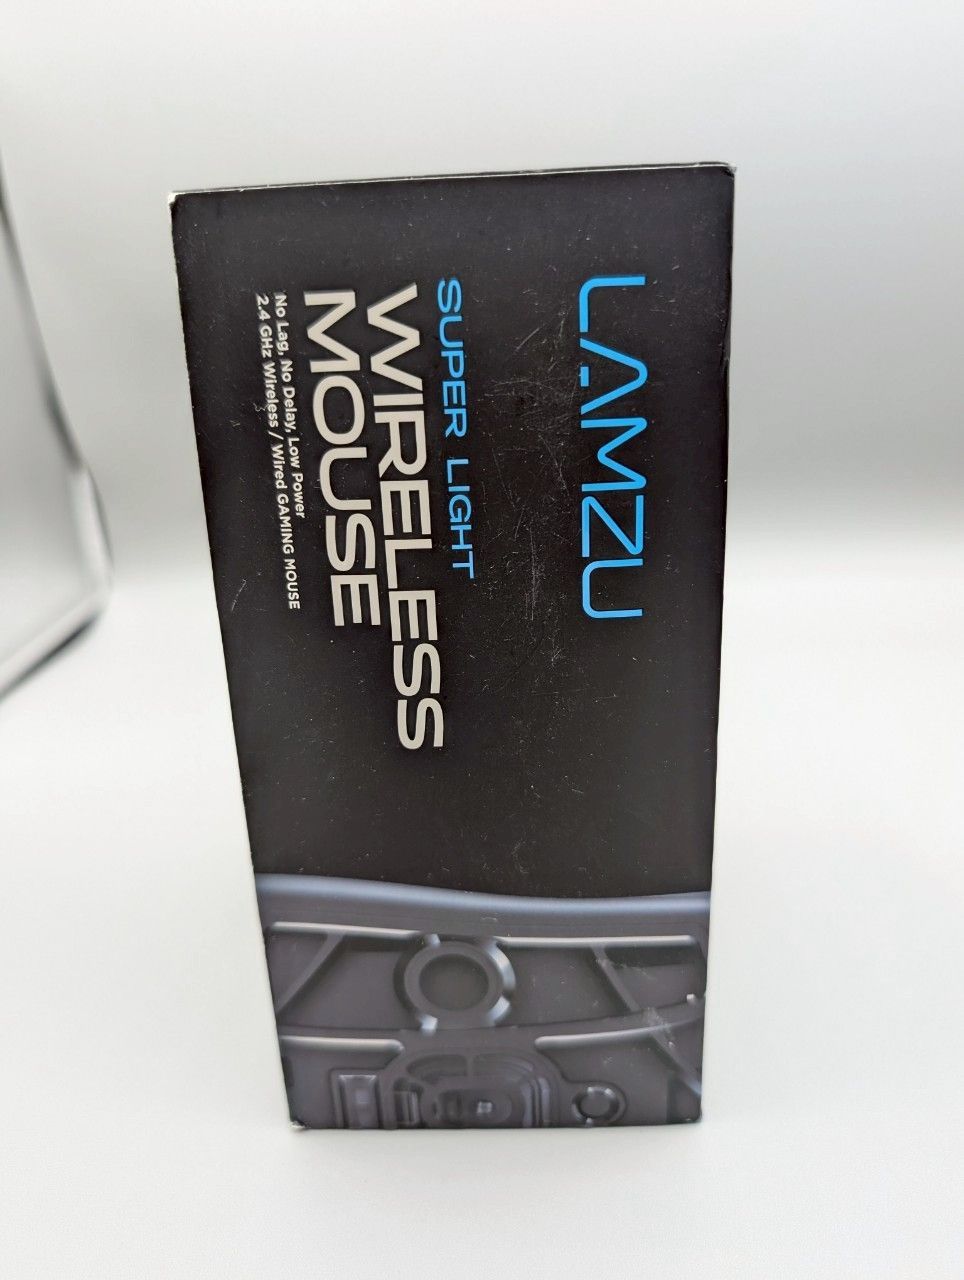 LAMZU
SUPER LIGHT
WIRELESS
MOUSE
No Lag, No Delay, Low Power
2.4 GHz Wireless / Wired GAMING MOUSE